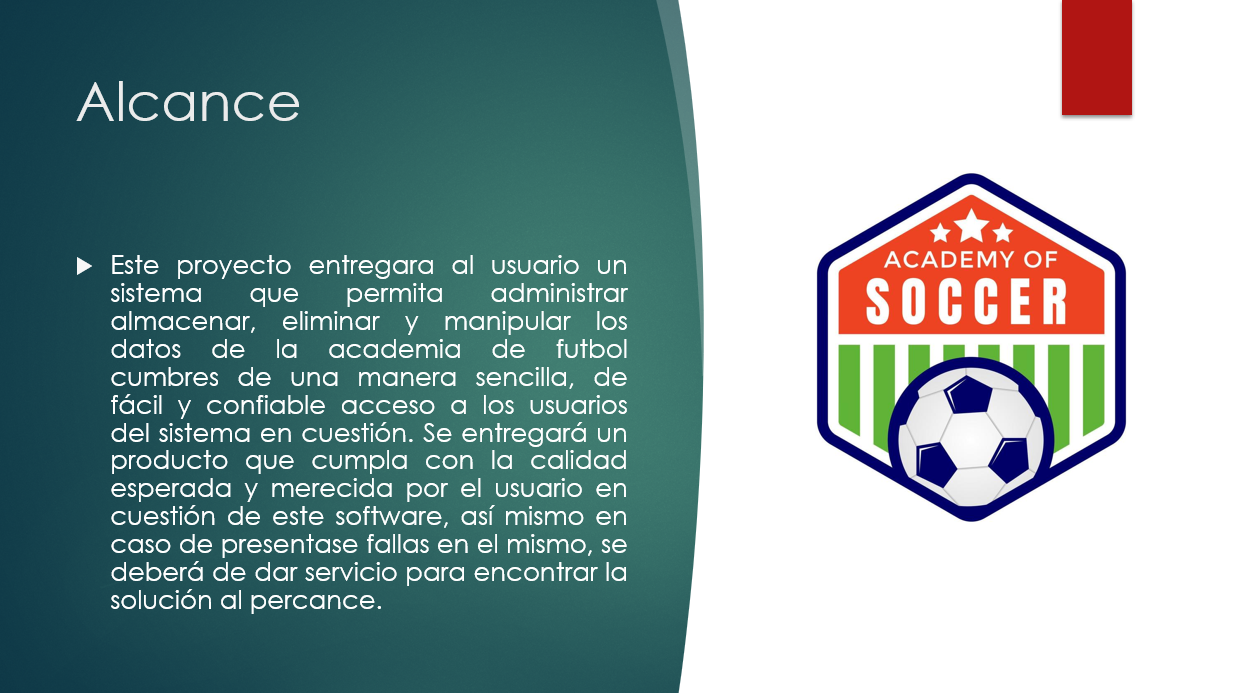 Alcance
Este proyecto entregara al usuario un
sistema que permita administrar
almacenar, eliminar y manipular los
datos de la academia de futbol
cumbres de una manera sencilla, de
fácil y confiable acceso a los usuarios
del sistema en cuestión. Se entregará un
producto que cumpla con la calidad
esperada y merecida por el usuario en
cuestión de este software, así mismo en
caso de presentase fallas en el mismo, se
deberá de dar servicio para encontrar la
solución al percance.
ACADEMY OF
SOCCER